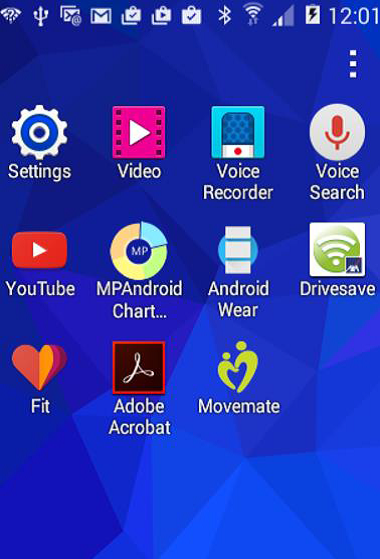 12:01
Settings
Video
Voice
Recorder
Voice
Search
YouTube
MP
MPAndroid
Chart...
Android
Wear
Drivesave
Fit
Adobe
Acrobat
Movemate